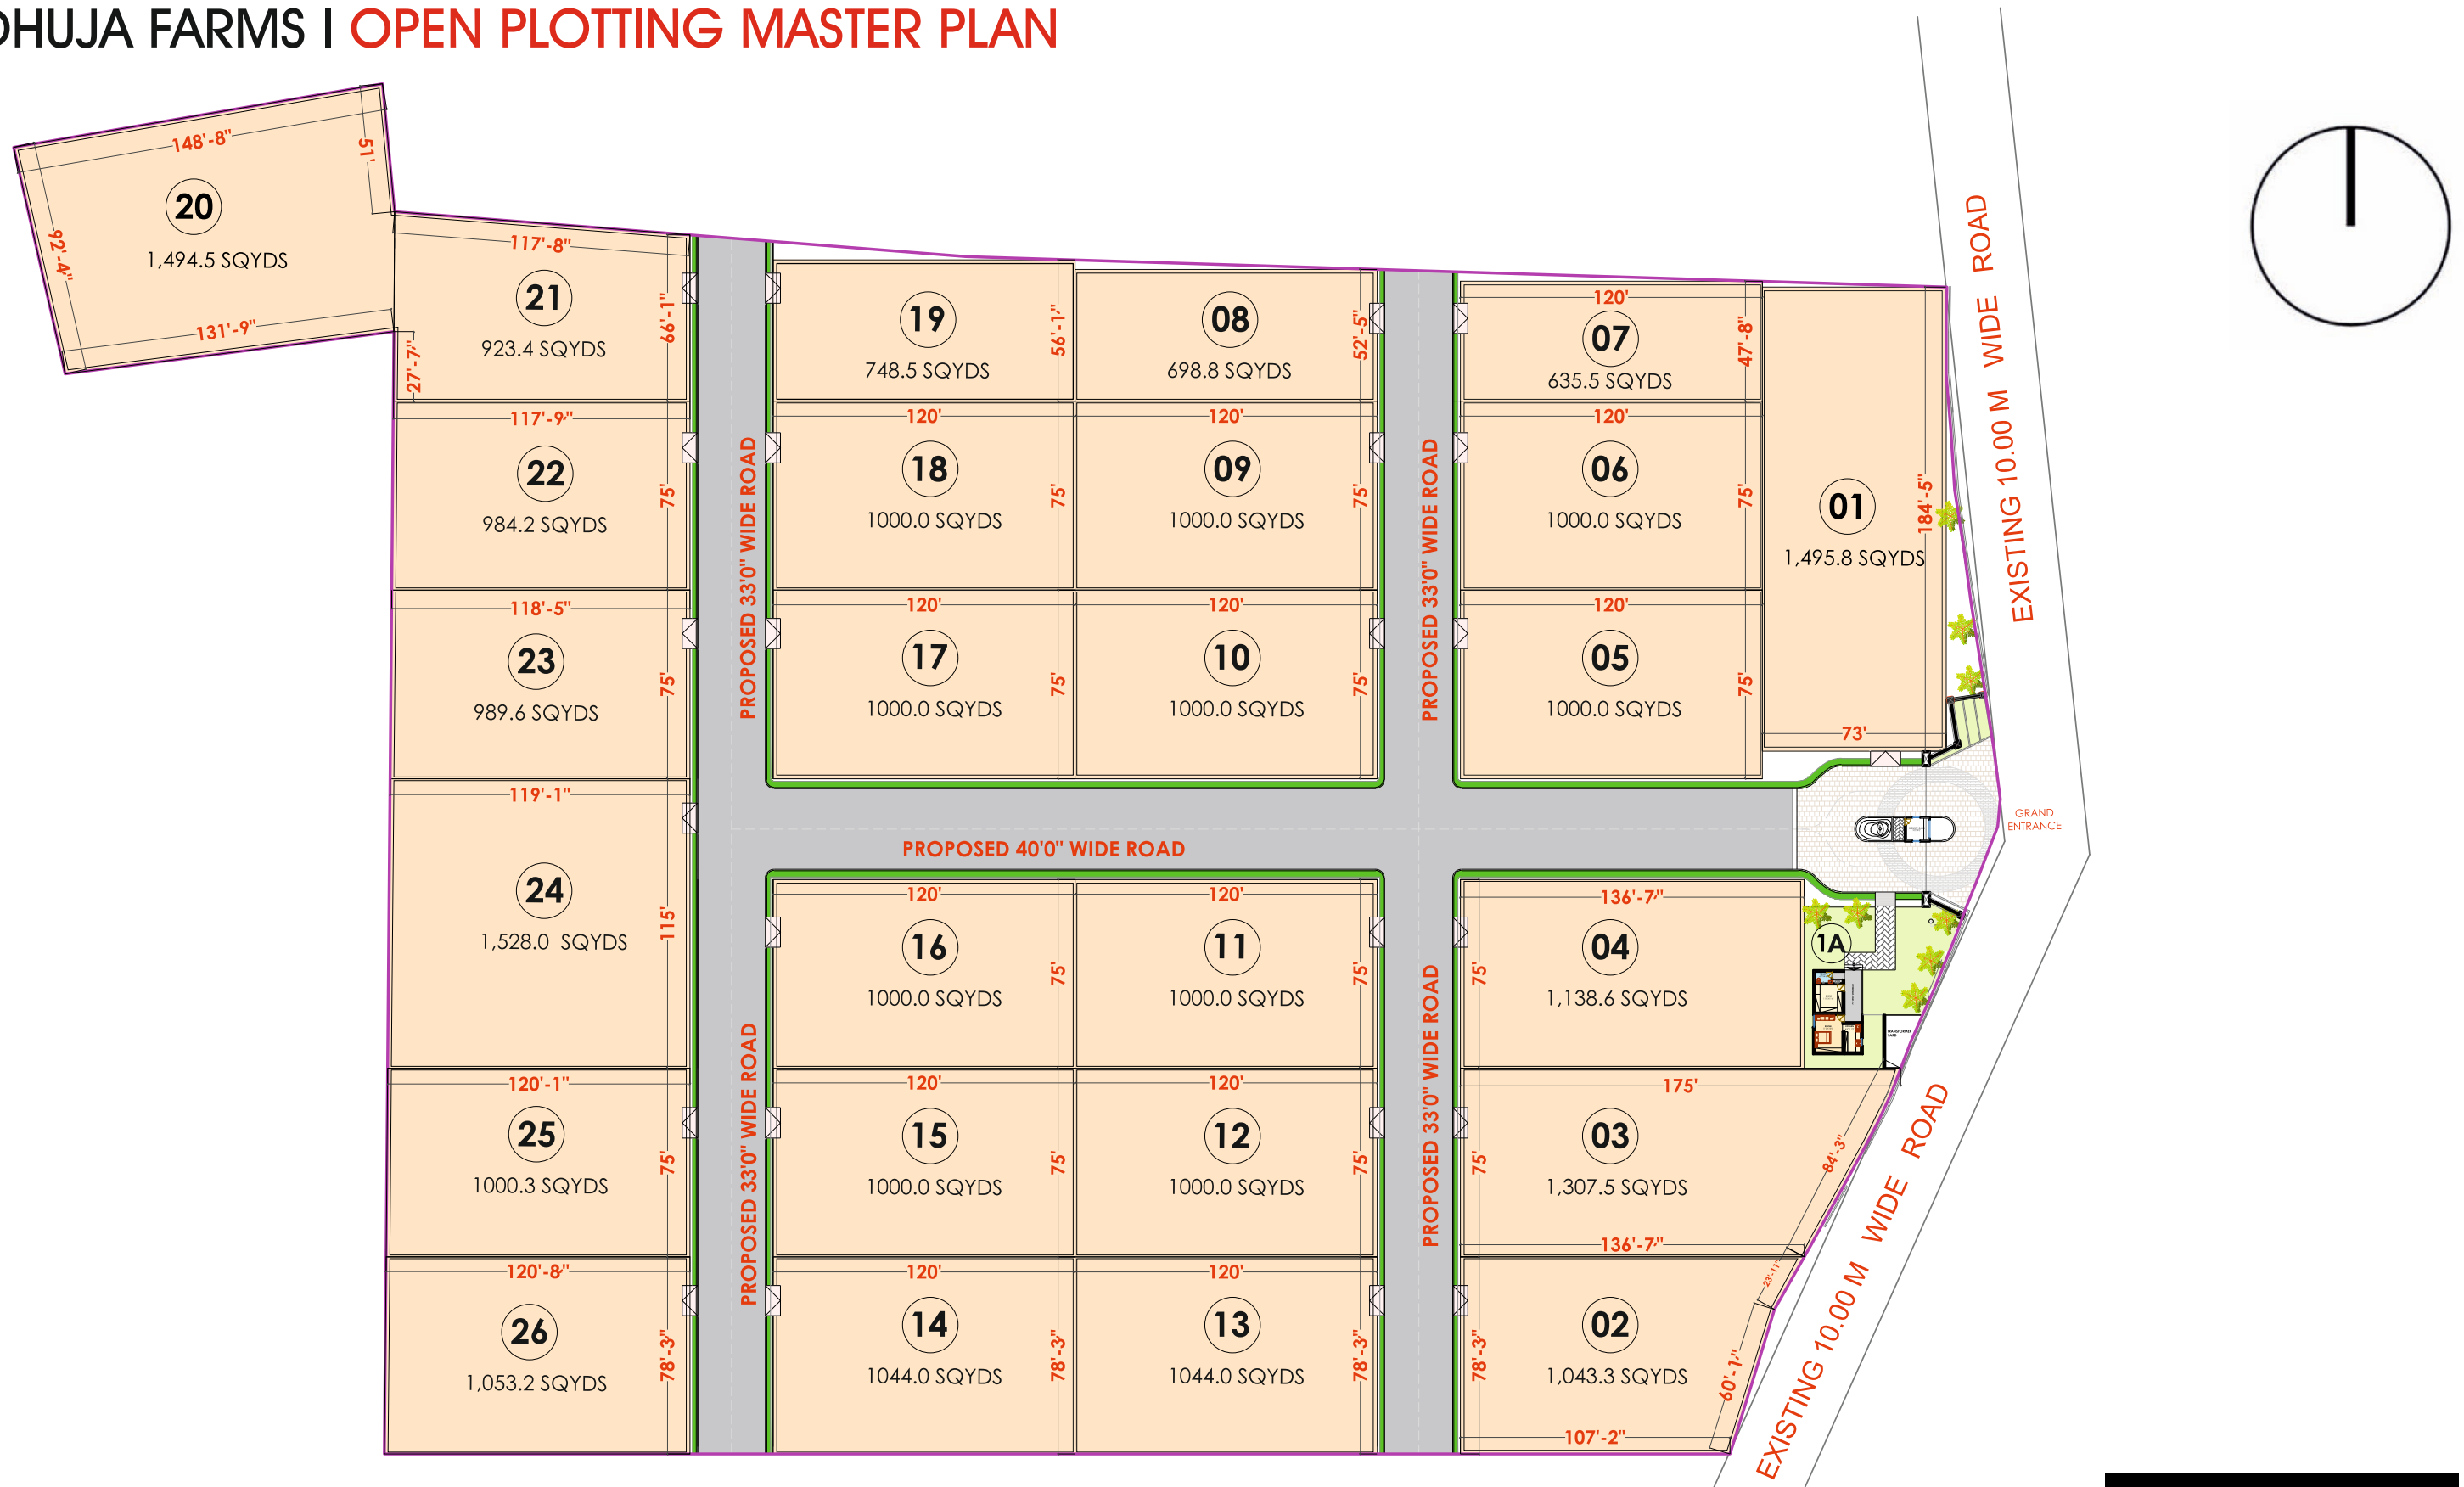 HUJA FARMS I OPEN PLOTTING MASTER PLAN
148'-8"
51'
20
1,494.5 SQYDS
92'-4"
131'-9"
117'-8"
21
923.4 SQYDS
66'-1"
27'-7"
117'-9"
22
984.2 SQYDS
75'
118'-5"
23
989.6 SQYDS
75'
119'-1"
24
1,528.0 SQYDS
115'
120'-1"
25
1000.3 SQYDS
75'
120'-8"
26
1,053.2 SQYDS
78'-3"
PROPOSED 33'0" WIDE ROAD
PROPOSED 33'0" WIDE ROAD
19
748.5 SQYDS
56'-1"
08
698.8 SQYDS
52'-5"
120'
18
1000.0 SQYDS
75'
120'
09
1000.0 SQYDS
75'
120'
17
1000.0 SQYDS
75'
120'
10
1000.0 SQYDS
75'
PROPOSED 40'0" WIDE ROAD
120'
16
1000.0 SQYDS
75'
120'
11
1000.0 SQYDS
75'
120'
15
1000.0 SQYDS
75'
120'
12
1000.0 SQYDS
75'
120'
14
1044.0 SQYDS
78'-3"
120'
13
1044.0 SQYDS
78'-3"
PROPOSED 33'0" WIDE ROAD
PROPOSED 33'0" WIDE ROAD
120'
07
635.5 SQYDS
47'-8"
120'
06
1000.0 SQYDS
75'
120'
05
1000.0 SQYDS
75'
01
1,495.8 SQYDS
184'-5"
73'
136'-7"
04
1,138.6 SQYDS
75'
1A
TRANSFORMER
YARD
175'
03
1,307.5 SQYDS
75'
84'-3"
136'-7"
23'-11"
02
1,043.3 SQYDS
78'-3"
60'-1"
107'-2"
GRAND
ENTRANCE
EXISTING 10.00 M WIDE ROAD
EXISTING 10.00 M WIDE ROAD